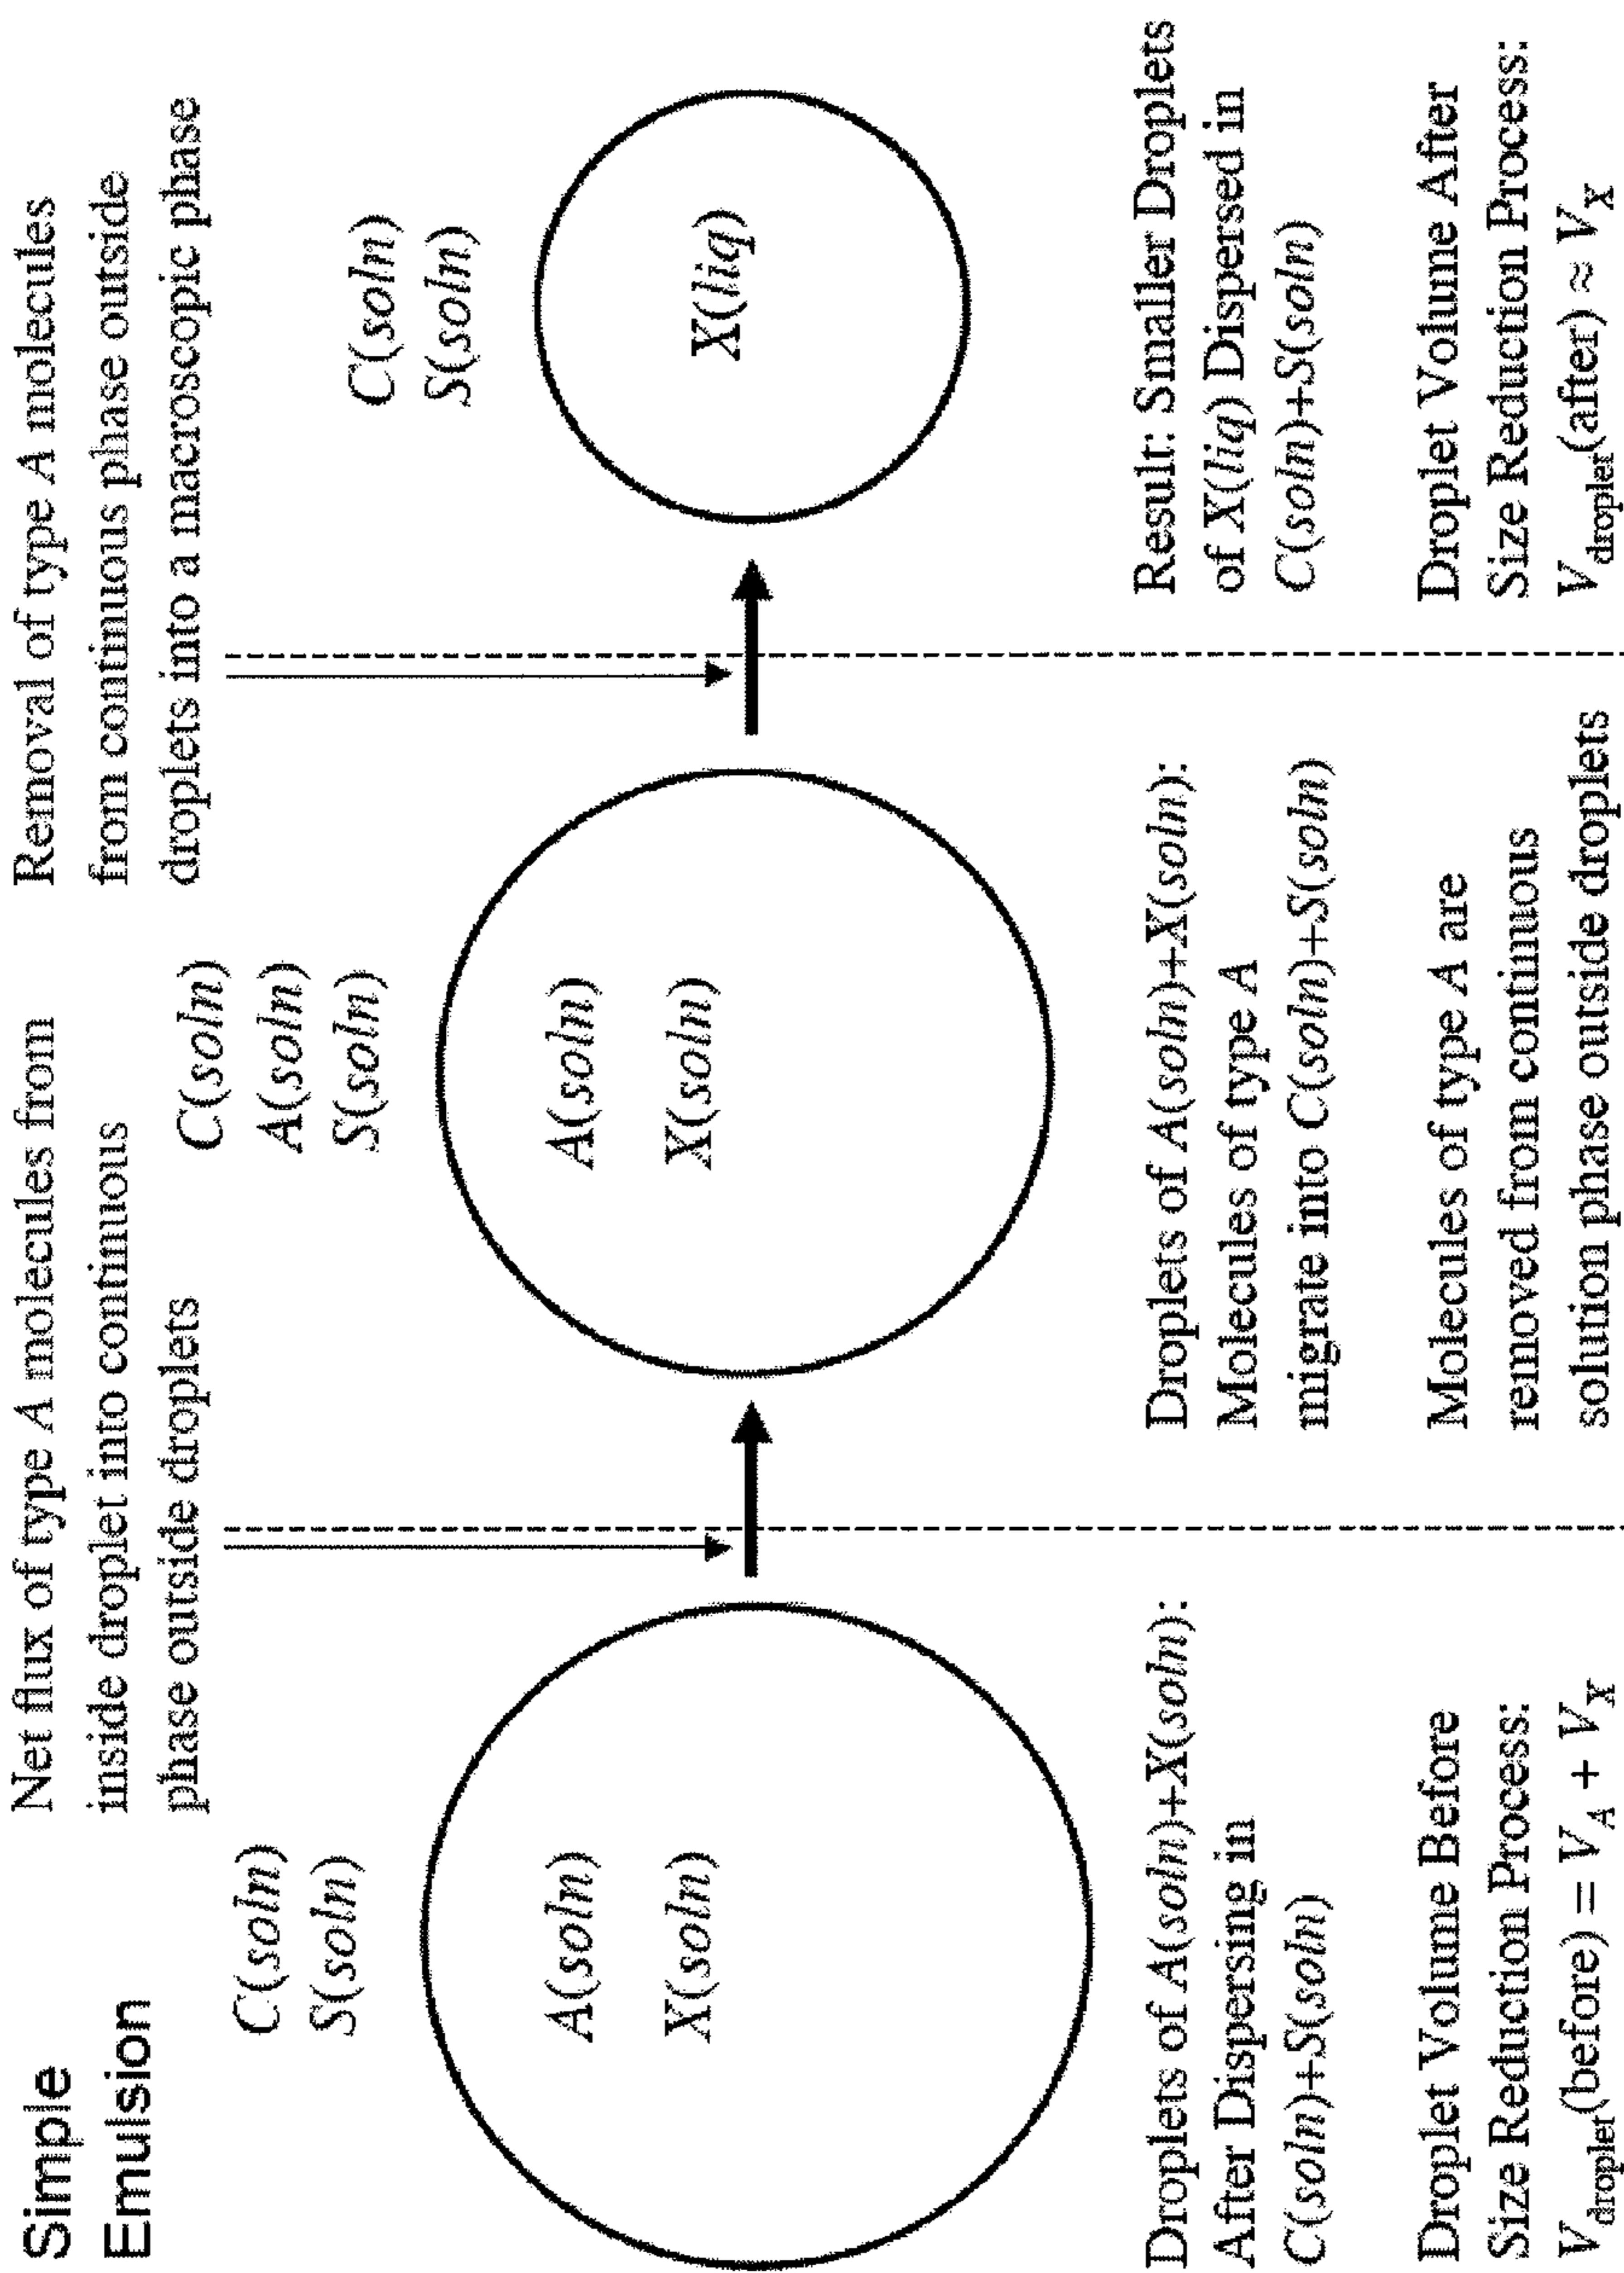 Simple
Emulsion
Net flux of type A molecules from
inside droplet into continuous
phase outside droplets
Removal of type A molecules
from continuous phase outside
droplets into a macroscopic phase
C(soln)
S(soln)
A(soln)
X(soln)
C(soln)
A(soln)
S(soln)
A(soln)
X(soln)
C(soln)
S(soln)
X(liq)
Droplets of A(soln)+X(soln):
After Dispersing in
C(soln)+S(soln)
Droplet Volume Before
Size Reduction Process:
V_droplet(before) = V_A + V_X
Droplets of A(soln)+X(soln):
Molecules of type A
migrate into C(soln)+S(soln)
Molecules of type A are
removed from continuous
solution phase outside droplets
Result: Smaller Droplets
of X(liq) Dispersed in
C(soln)+S(soln)
Droplet Volume After
Size Reduction Process:
V_droplet(after) ≈ V_X